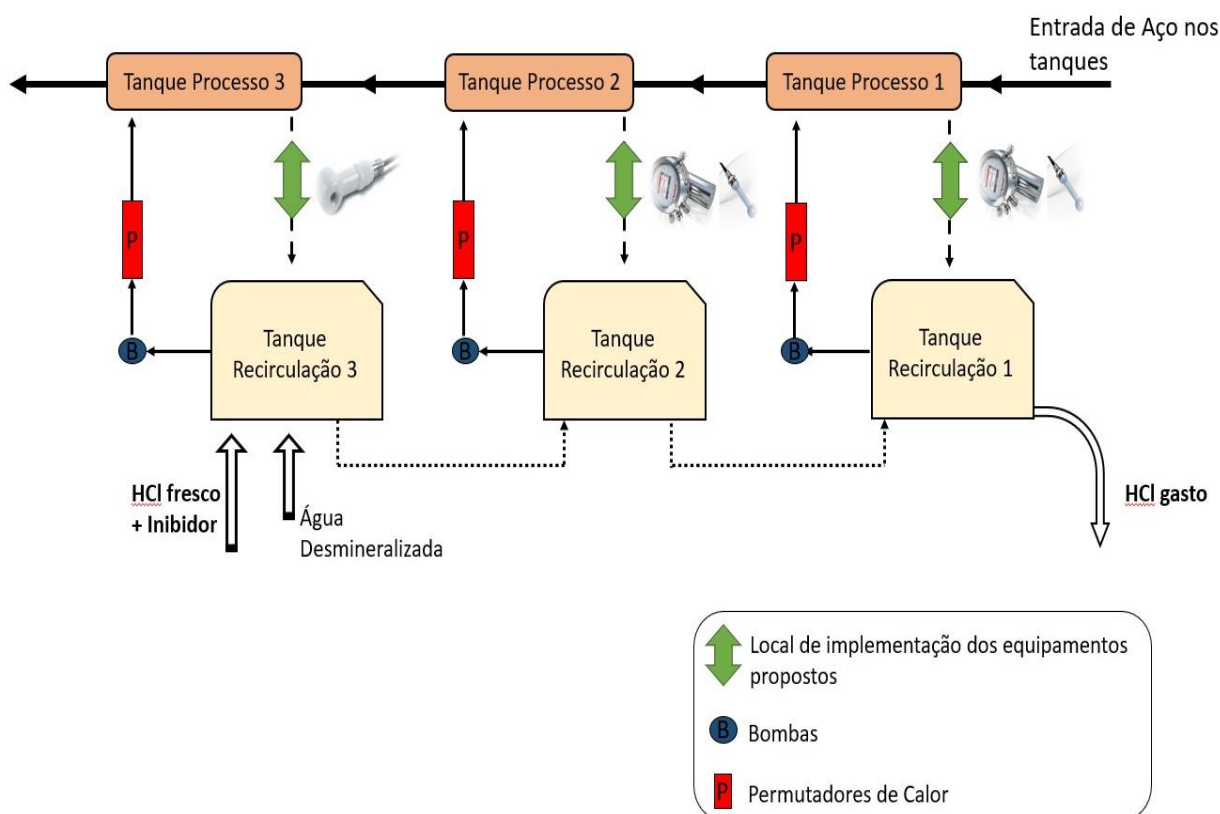 Entrada de Aço nos
tanques
Tanque Processo 3
Tanque Processo 2
Tanque Processo 1
P
P
P
B
B
B
Tanque
Recirculação 3
Tanque
Recirculação 2
Tanque
Recirculação 1
HCl fresco
+ Inibidor
Água
Desmineralizada
HCl gasto
Local de implementação dos equipamentos
propostos
B
Bombas
P
Permutadores de Calor